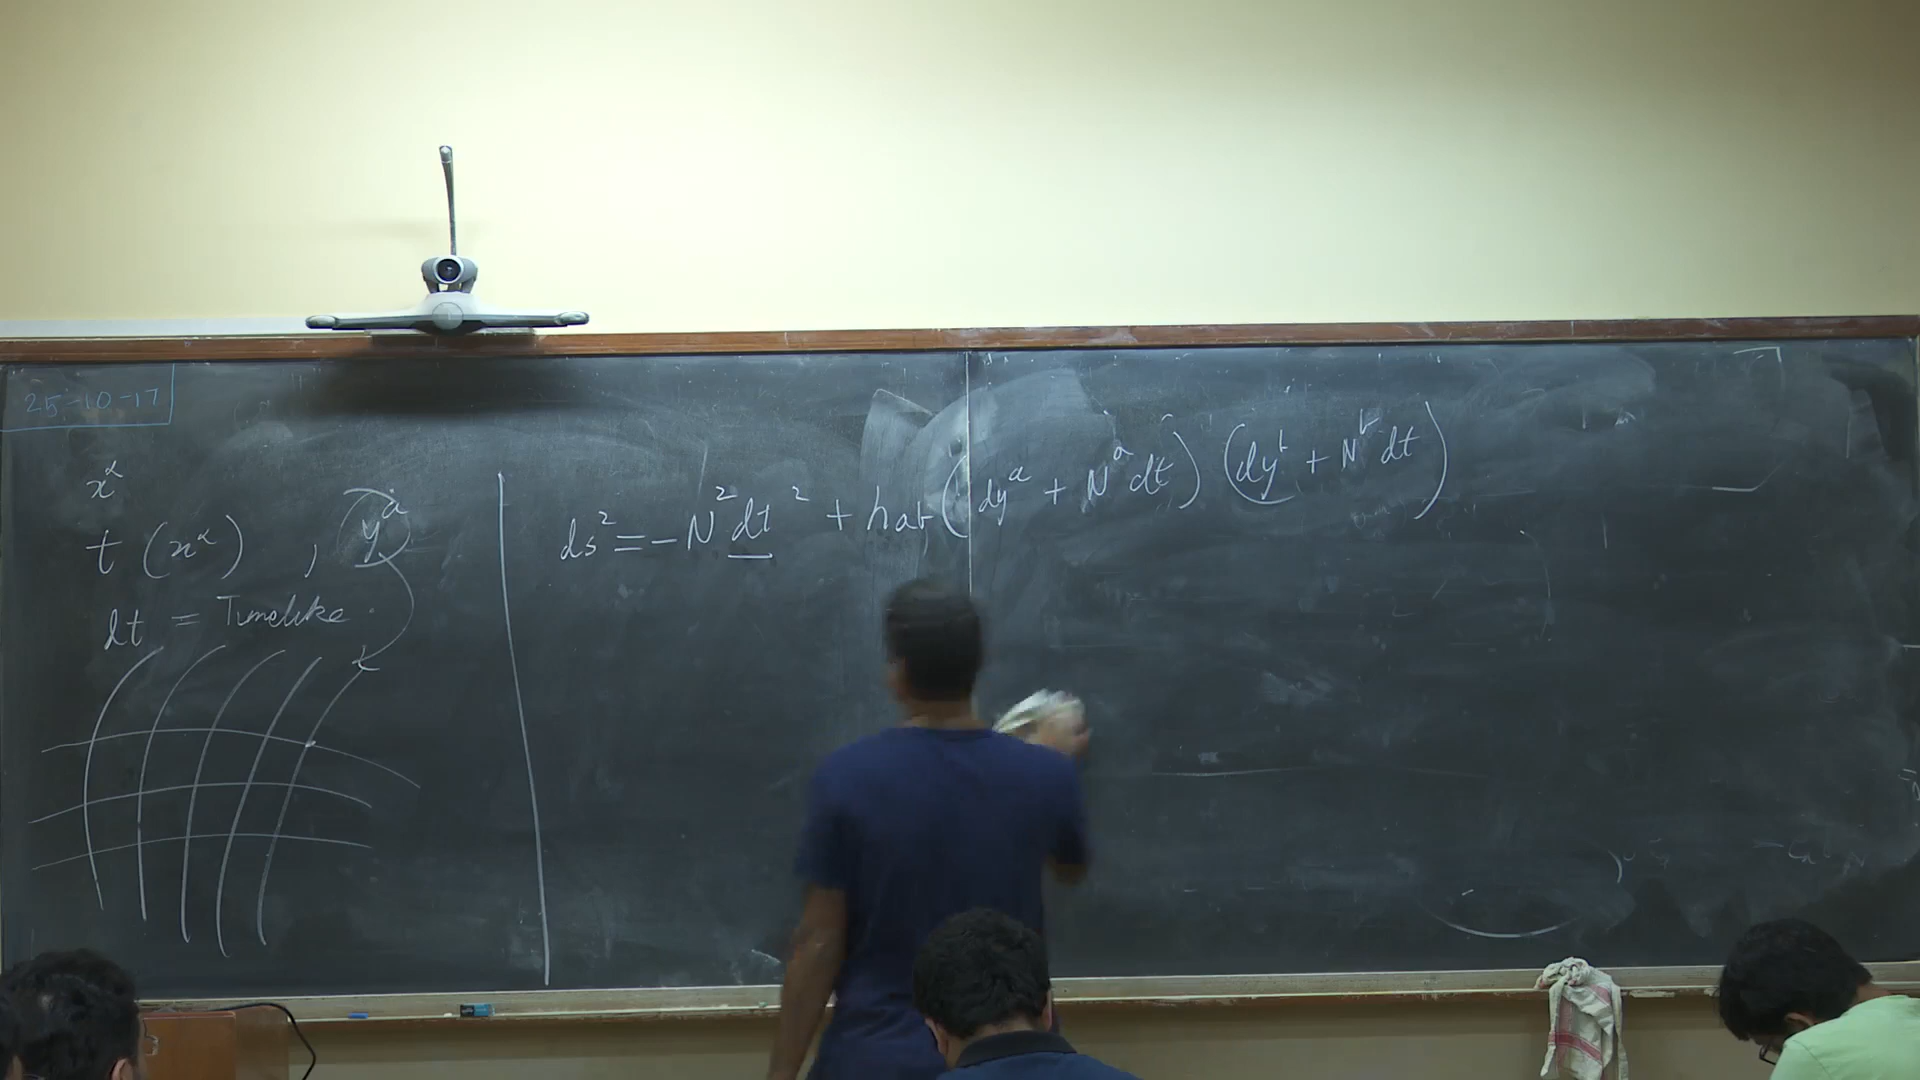 25-10-17
x^α
t (x^α) , y^a
dt = Timelike.
ds² = - N² dt² + h_ab (dy^a + N^a dt) (dy^b + N^b dt)